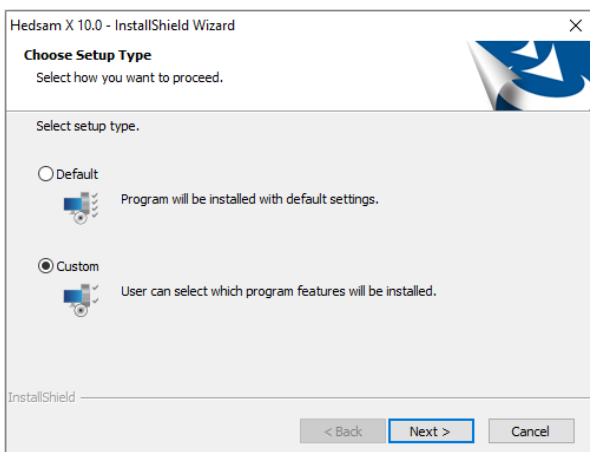 Hedsam X 10.0 - InstallShield Wizard
Choose Setup Type
Select how you want to proceed.
Select setup type.
Default
Program will be installed with default settings.
Custom
User can select which program features will be installed.
InstallShield
< Back Next > Cancel